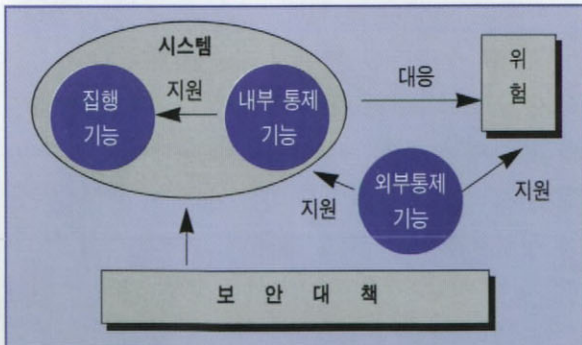 시스템
집행
기능
지원
내부 통제
기능
대응
위
험
외부통제
기능
지원
지원
보 안 대 책